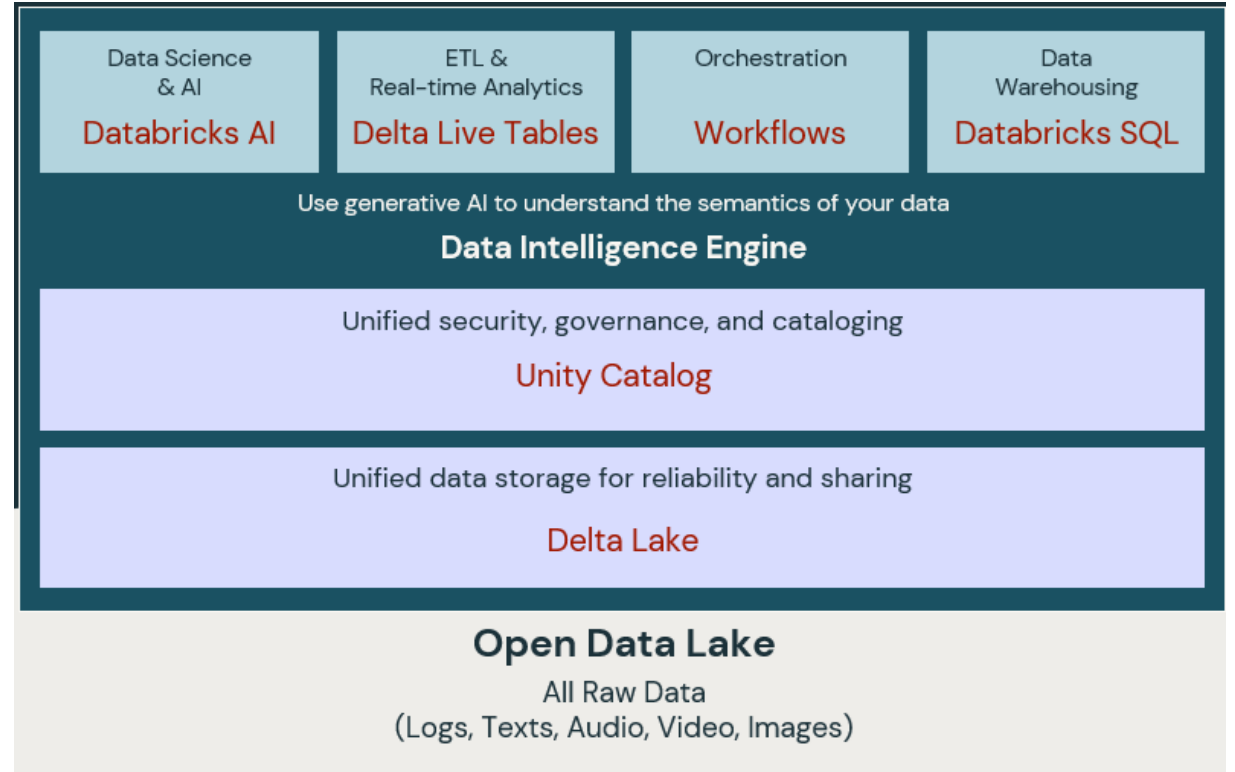 Data Science
& AI
Databricks AI
ETL &
Real-time Analytics
Delta Live Tables
Orchestration
Workflows
Data
Warehousing
Databricks SQL
Use generative AI to understand the semantics of your data
Data Intelligence Engine
Unified security, governance, and cataloging
Unity Catalog
Unified data storage for reliability and sharing
Delta Lake
Open Data Lake
All Raw Data
(Logs, Texts, Audio, Video, Images)